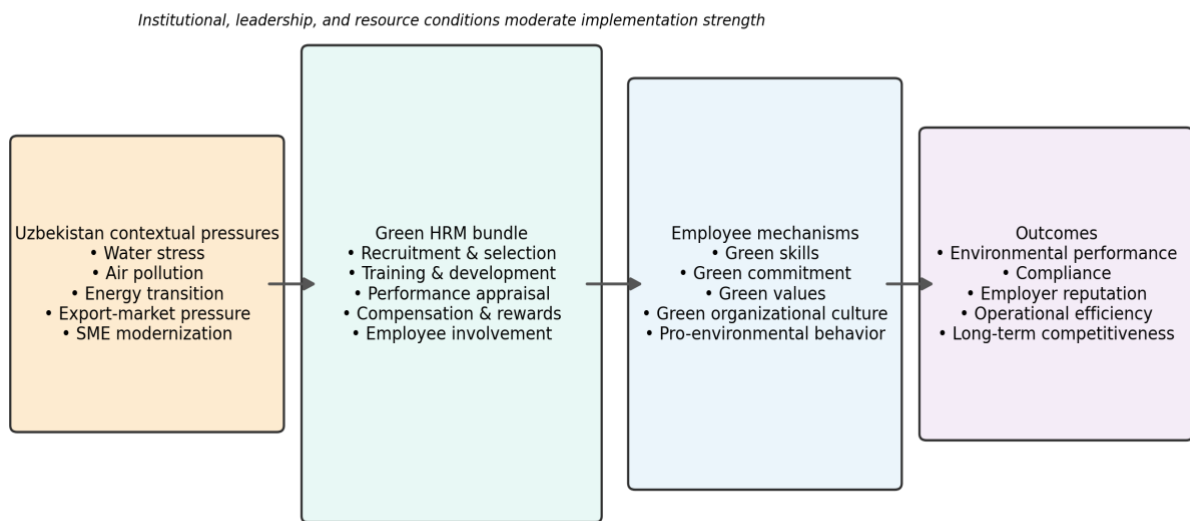 Institutional, leadership, and resource conditions moderate implementation strength
Uzbekistan contextual pressures
• Water stress
• Air pollution
• Energy transition
• Export-market pressure
• SME modernization
Green HRM bundle
• Recruitment & selection
• Training & development
• Performance appraisal
• Compensation & rewards
• Employee involvement
Employee mechanisms
• Green skills
• Green commitment
• Green values
• Green organizational culture
• Pro-environmental behavior
Outcomes
• Environmental performance
• Compliance
• Employer reputation
• Operational efficiency
• Long-term competitiveness